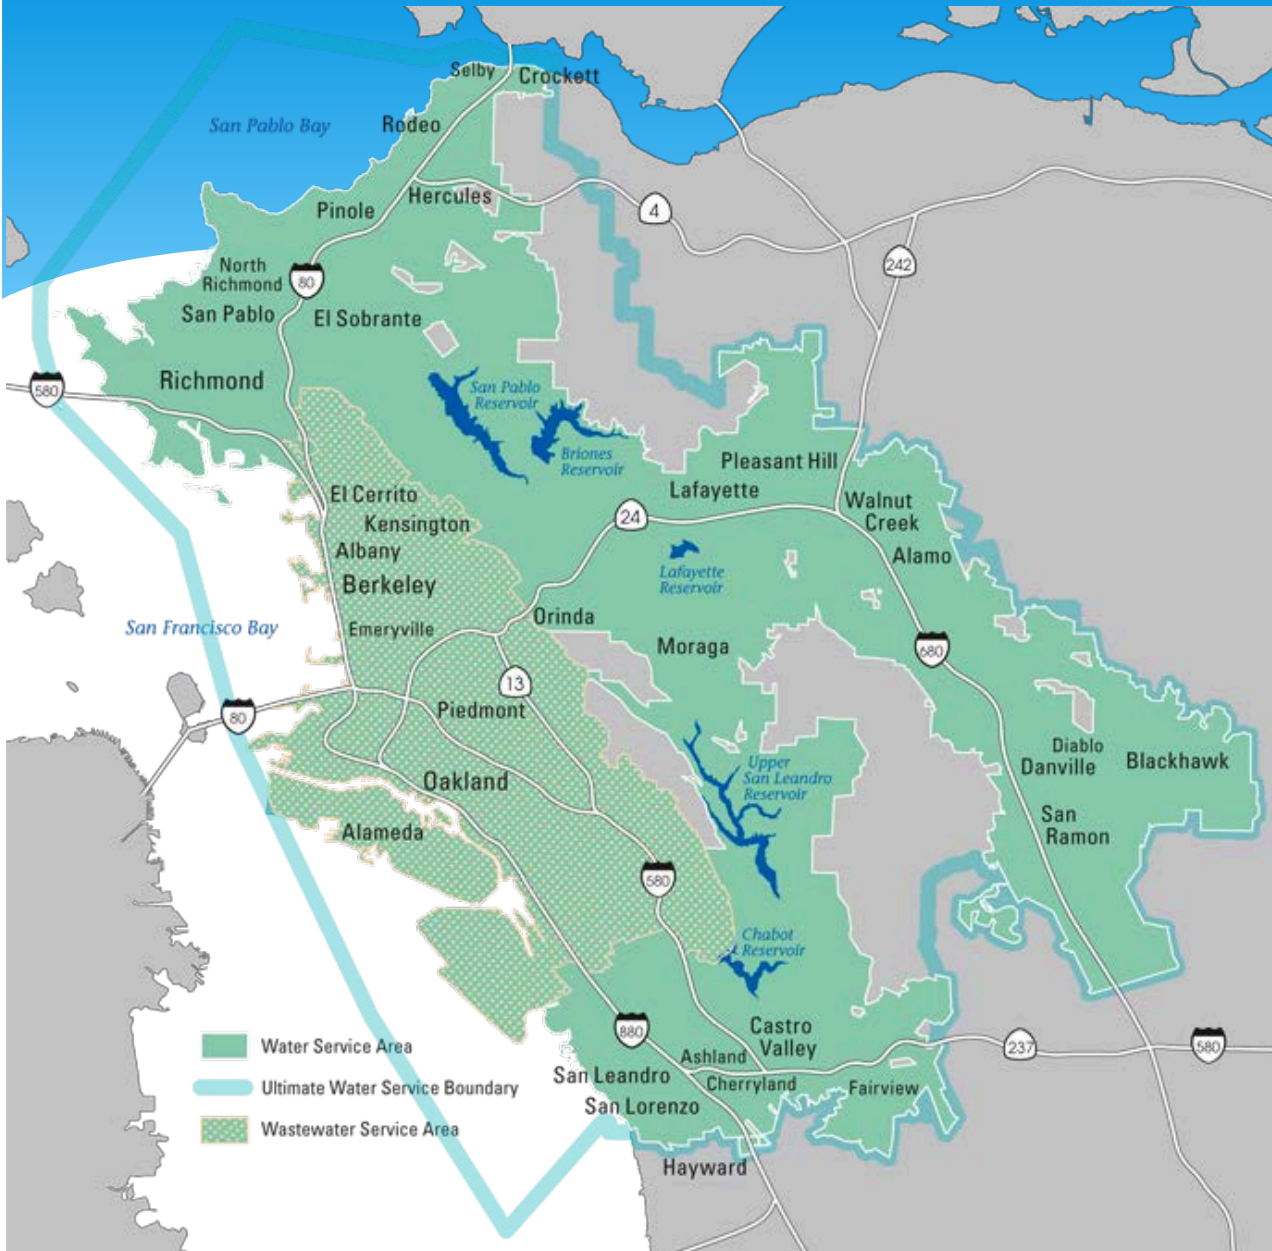 Selby
Crockett
San Pablo Bay
Rodeo
Hercules
Pinole
4
North
Richmond
80
242
San Pablo
El Sobrante
Richmond
580
San Pablo
Reservoir
Briones
Reservoir
Pleasant Hill
Lafayette
El Cerrito
Kensington
24
Walnut
Creek
Albany
Alamo
Berkeley
Lafayette
Reservoir
Orinda
San Francisco Bay
Emeryville
Moraga
680
13
Piedmont
80
Diablo
Danville
Blackhawk
Upper
San Leandro
Reservoir
Oakland
Alameda
San
Ramon
580
Chabot
Reservoir
880
Castro
Valley
237
580
Water Service Area
Ashland
San Leandro
Cherryland
Fairview
Ultimate Water Service Boundary
San Lorenzo
Wastewater Service Area
Hayward